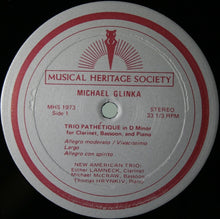 MUSICAL HERITAGE SOCIETY
MICHAEL GLINKA
MHS 1973
Side 1
STEREO
33 1/3 RPM
TRIO PATHÉTIQUE in D Minor
for Clarinet, Bassoon, and Piano
Allegro moderato / Vivacissimo
Largo
Allegro con spirito
NEW AMERICAN TRIO:
Esther LAMNECK, Clarinet
Michael McCRAW, Bassoon
Thomas HRYNKIV, Piano